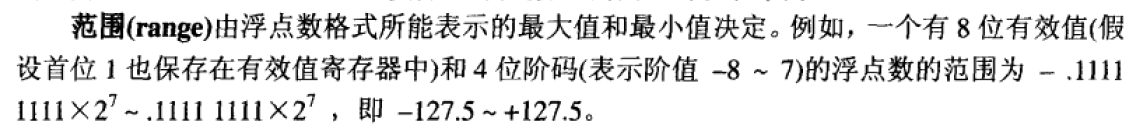 范围(range)由浮点数格式所能表示的最大值和最小值决定。例如，一个有 8 位有效值(假
设首位 1 也保存在有效值寄存器中)和 4 位阶码(表示阶值 -8 ~ 7)的浮点数的范围为 - .1111
1111×2⁷ ~ .1111 1111×2⁷ ，即 -127.5 ~ +127.5。